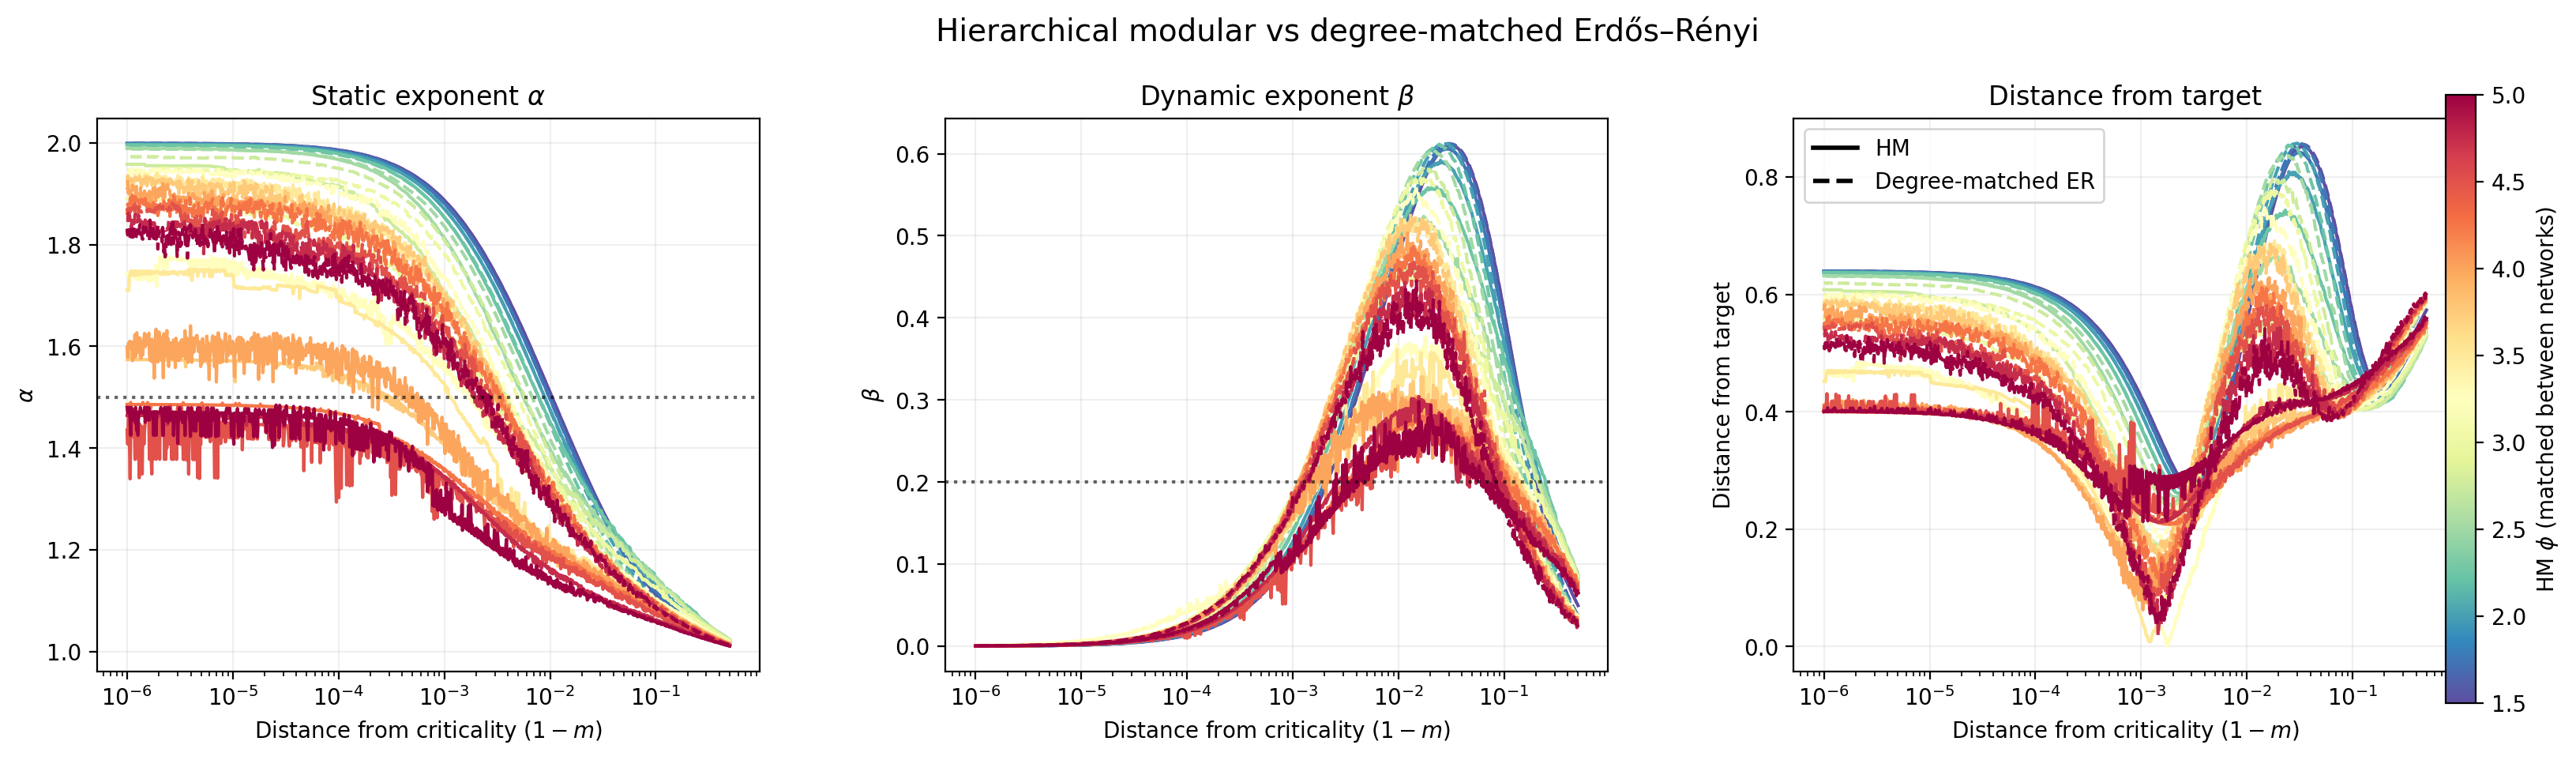 Hierarchical modular vs degree-matched Erdős–Rényi
Static exponent α
2.0
1.8
1.6
1.4
1.2
1.0
α
10⁻⁶ 10⁻⁵ 10⁻⁴ 10⁻³ 10⁻² 10⁻¹
Distance from criticality (1 − m)
Dynamic exponent β
0.6
0.5
0.4
0.3
0.2
0.1
0.0
β
10⁻⁶ 10⁻⁵ 10⁻⁴ 10⁻³ 10⁻² 10⁻¹
Distance from criticality (1 − m)
Distance from target
HM
Degree-matched ER
0.8
0.6
0.4
0.2
0.0
Distance from target
10⁻⁶ 10⁻⁵ 10⁻⁴ 10⁻³ 10⁻² 10⁻¹
Distance from criticality (1 − m)
5.0
4.5
4.0
3.5
3.0
2.5
2.0
1.5
HM ϕ (matched between networks)